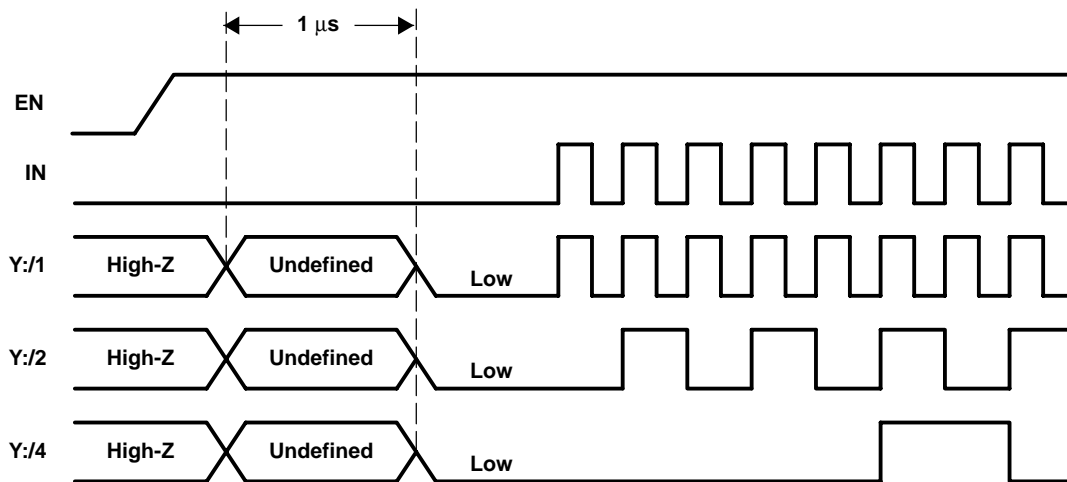 1 μs
EN
IN
Y:/1 High-Z Undefined Low
Y:/2 High-Z Undefined Low
Y:/4 High-Z Undefined Low